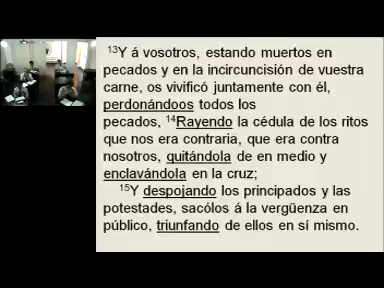 ¹³Y á vosotros, estando muertos en
pecados y en la incircuncisión de vuestra
carne, os vivificó juntamente con él,
perdonándoos todos los
pecados, ¹⁴Rayendo la cédula de los ritos
que nos era contraria, que era contra
nosotros, quitándola de en medio y
enclavándola en la cruz;
¹⁵Y despojando los principados y las
potestades, sacólos á la vergüenza en
público, triunfando de ellos en sí mismo.